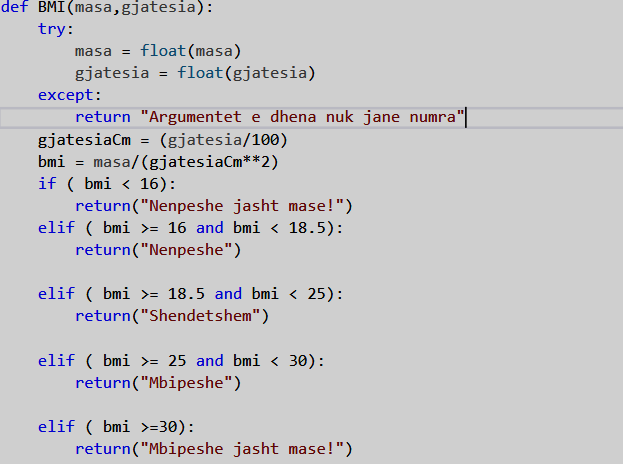 def BMI(masa,gjatesia):
    try:
        masa = float(masa)
        gjatesia = float(gjatesia)
    except:
        return "Argumentet e dhena nuk jane numra"
    gjatesiaCm = (gjatesia/100)
    bmi = masa/(gjatesiaCm**2)
    if ( bmi < 16):
        return("Nenpeshe jasht mase!")
    elif ( bmi >= 16 and bmi < 18.5):
        return("Nenpeshe")
    elif ( bmi >= 18.5 and bmi < 25):
        return("Shendetshem")
    elif ( bmi >= 25 and bmi < 30):
        return("Mbipeshe")
    elif ( bmi >=30):
        return("Mbipeshe jasht mase!")